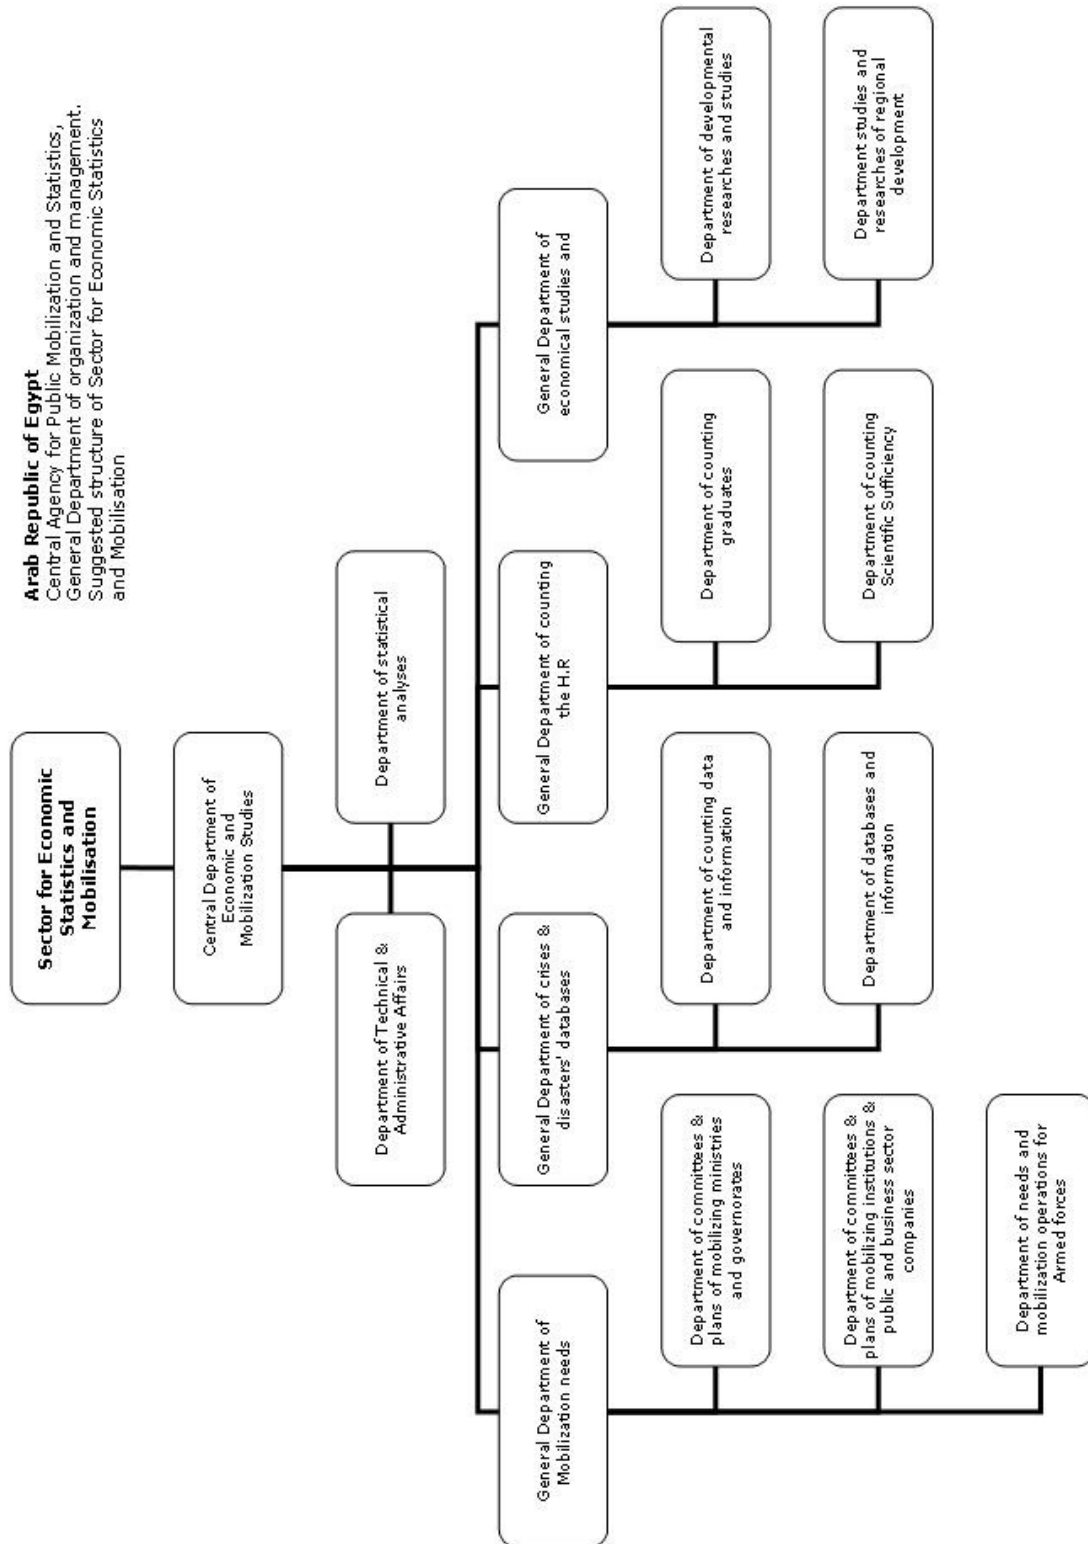 Arab Republic of Egypt
Central Agency for Public Mobilization and Statistics,
General Department of organization and management.
Suggested structure of Sector for Economic Statistics
and Mobilisation
Sector for Economic
Statistics and
Mobilisation
Central Department of
Economic and
Mobilization Studies
Department of Technical &
Administrative Affairs
Department of statistical
analyses
General Department of
Mobilization needs
General Department of crises &
disasters' databases
General Department of counting
the H.R
General Department of
economical studies and
Department of committees &
plans of mobilizing ministries
and governorates
Department of counting data
and information
Department of counting
graduates
Department of developmental
researches and studies
Department of committees &
plans of mobilizing institutions &
public and business sector
companies
Department of databases and
information
Department of counting
Scientific Sufficiency
Department studies and
researches of regional
development
Department of needs and
mobilization operations for
Armed forces